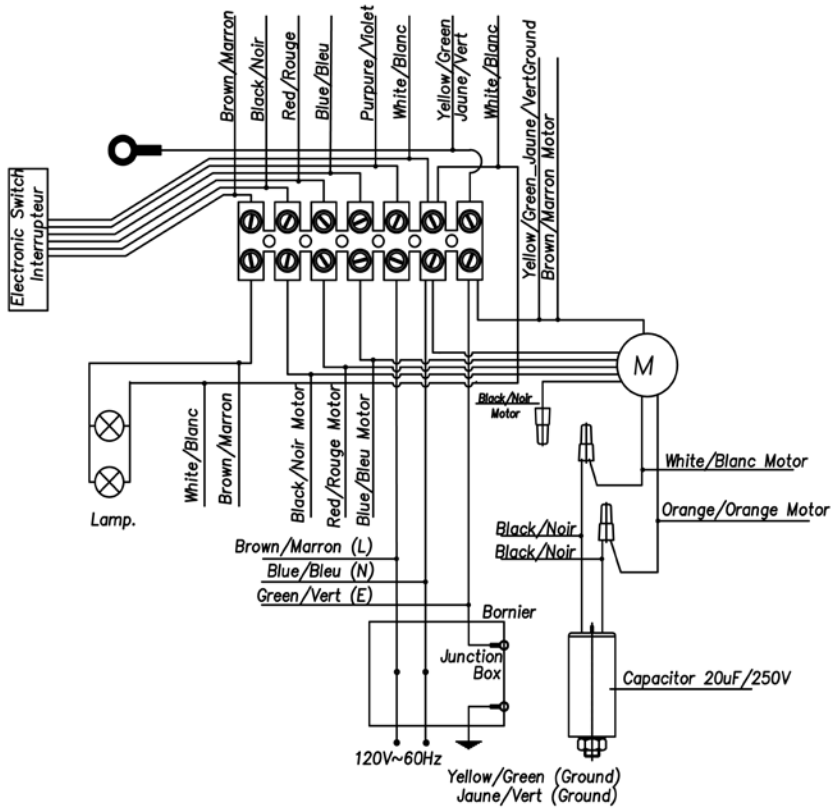 Brown/Marron
Black/Noir
Red/Rouge
Blue/Bleu
Purpure/Violet
White/Blanc
Yellow/Green
Jaune/Vert
White/Blanc
Yellow/Green_Jaune/VertGround
Brown/Marron Motor
Electronic Switch
Interrupteur
M
Black/Noir
Motor
White/Blanc
Brown/Marron
Black/Noir Motor
Red/Rouge Motor
Blue/Bleu Motor
Lamp.
White/Blanc Motor
Orange/Orange Motor
Black/Noir
Black/Noir
Brown/Marron (L)
Blue/Bleu (N)
Green/Vert (E)
Bornier
Junction
Box
Capacitor 20uF/250V
120V~60Hz
Yellow/Green (Ground)
Jaune/Vert (Ground)